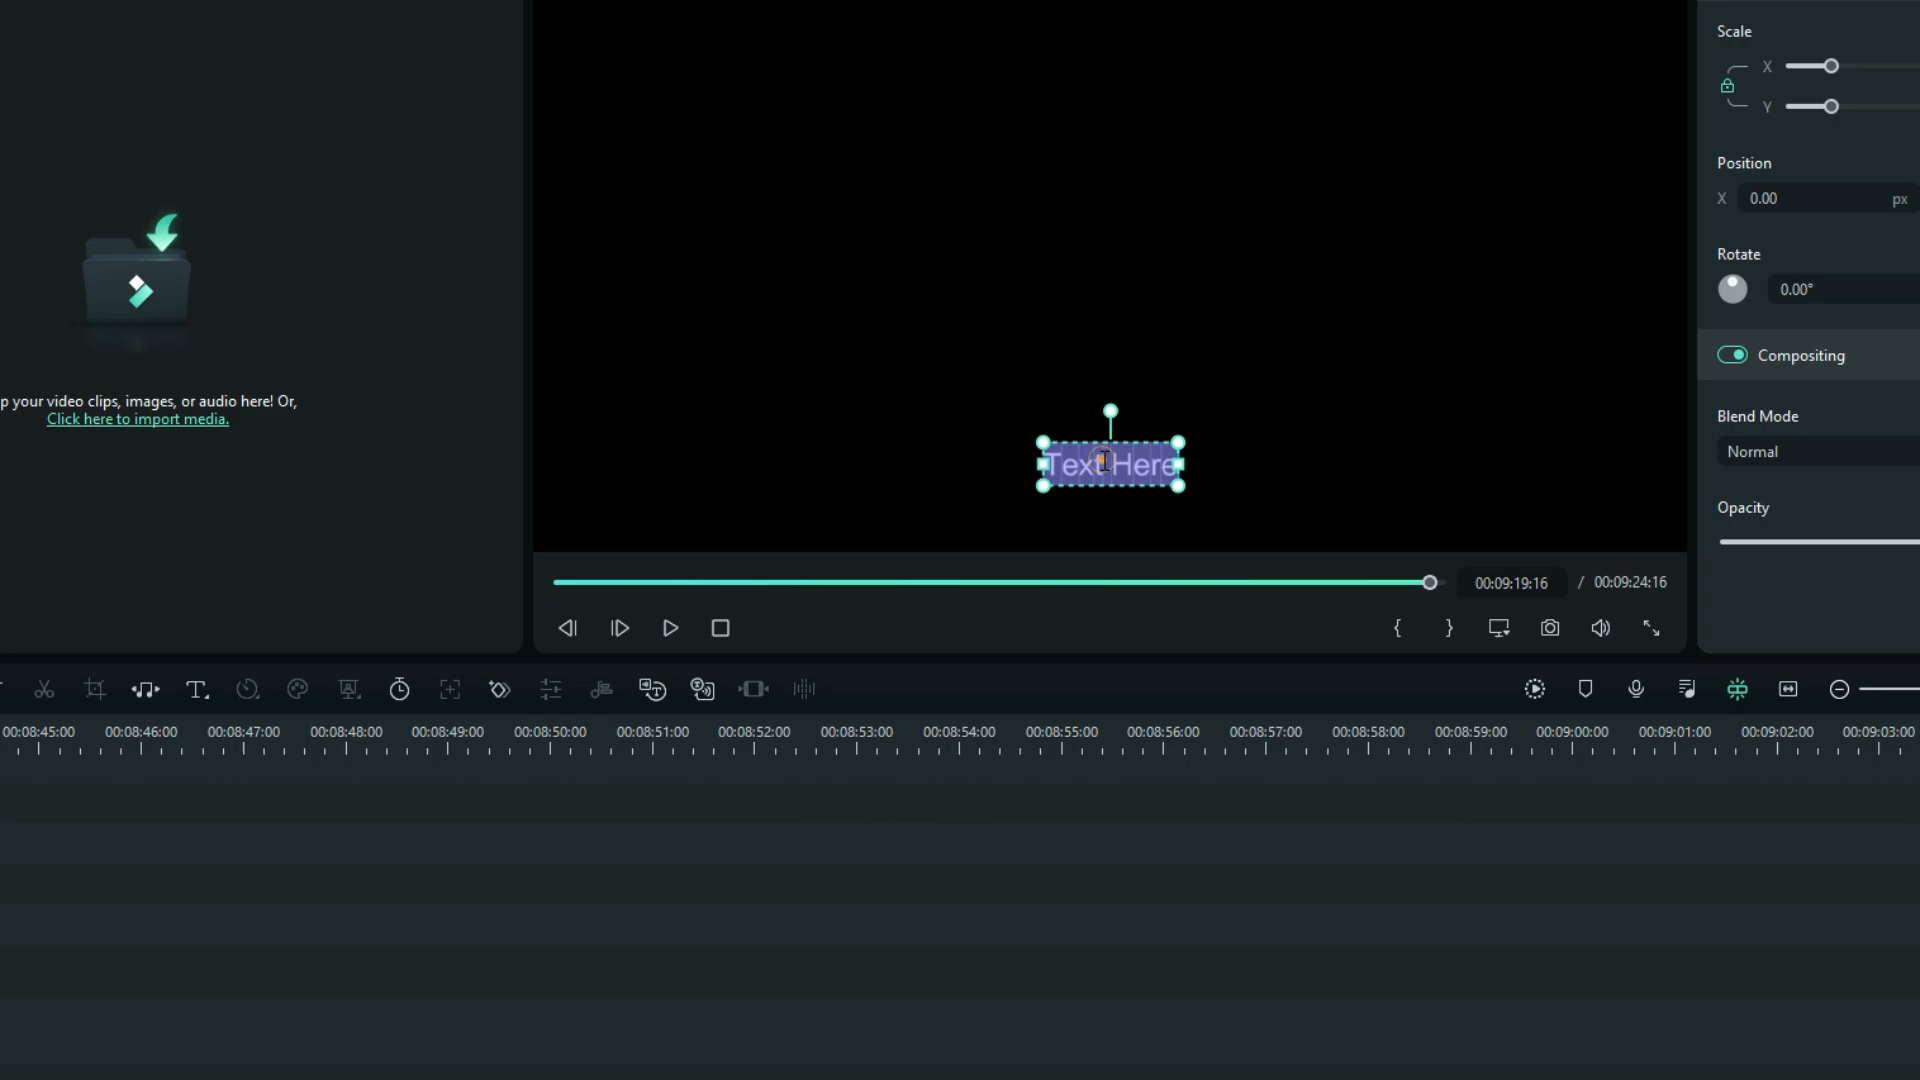 Scale
X
Y
Position
X 0.00 px
Rotate
0.00°
Compositing
Blend Mode
Normal
Opacity
p your video clips, images, or audio here! Or,
Click here to import media.
Text Here
00:09:19:16 / 00:09:24:16
00:08:45:00 00:08:46:00 00:08:47:00 00:08:48:00 00:08:49:00 00:08:50:00 00:08:51:00 00:08:52:00 00:08:53:00 00:08:54:00 00:08:55:00 00:08:56:00 00:08:57:00 00:08:58:00 00:08:59:00 00:09:00:00 00:09:01:00 00:09:02:00 00:09:03:00